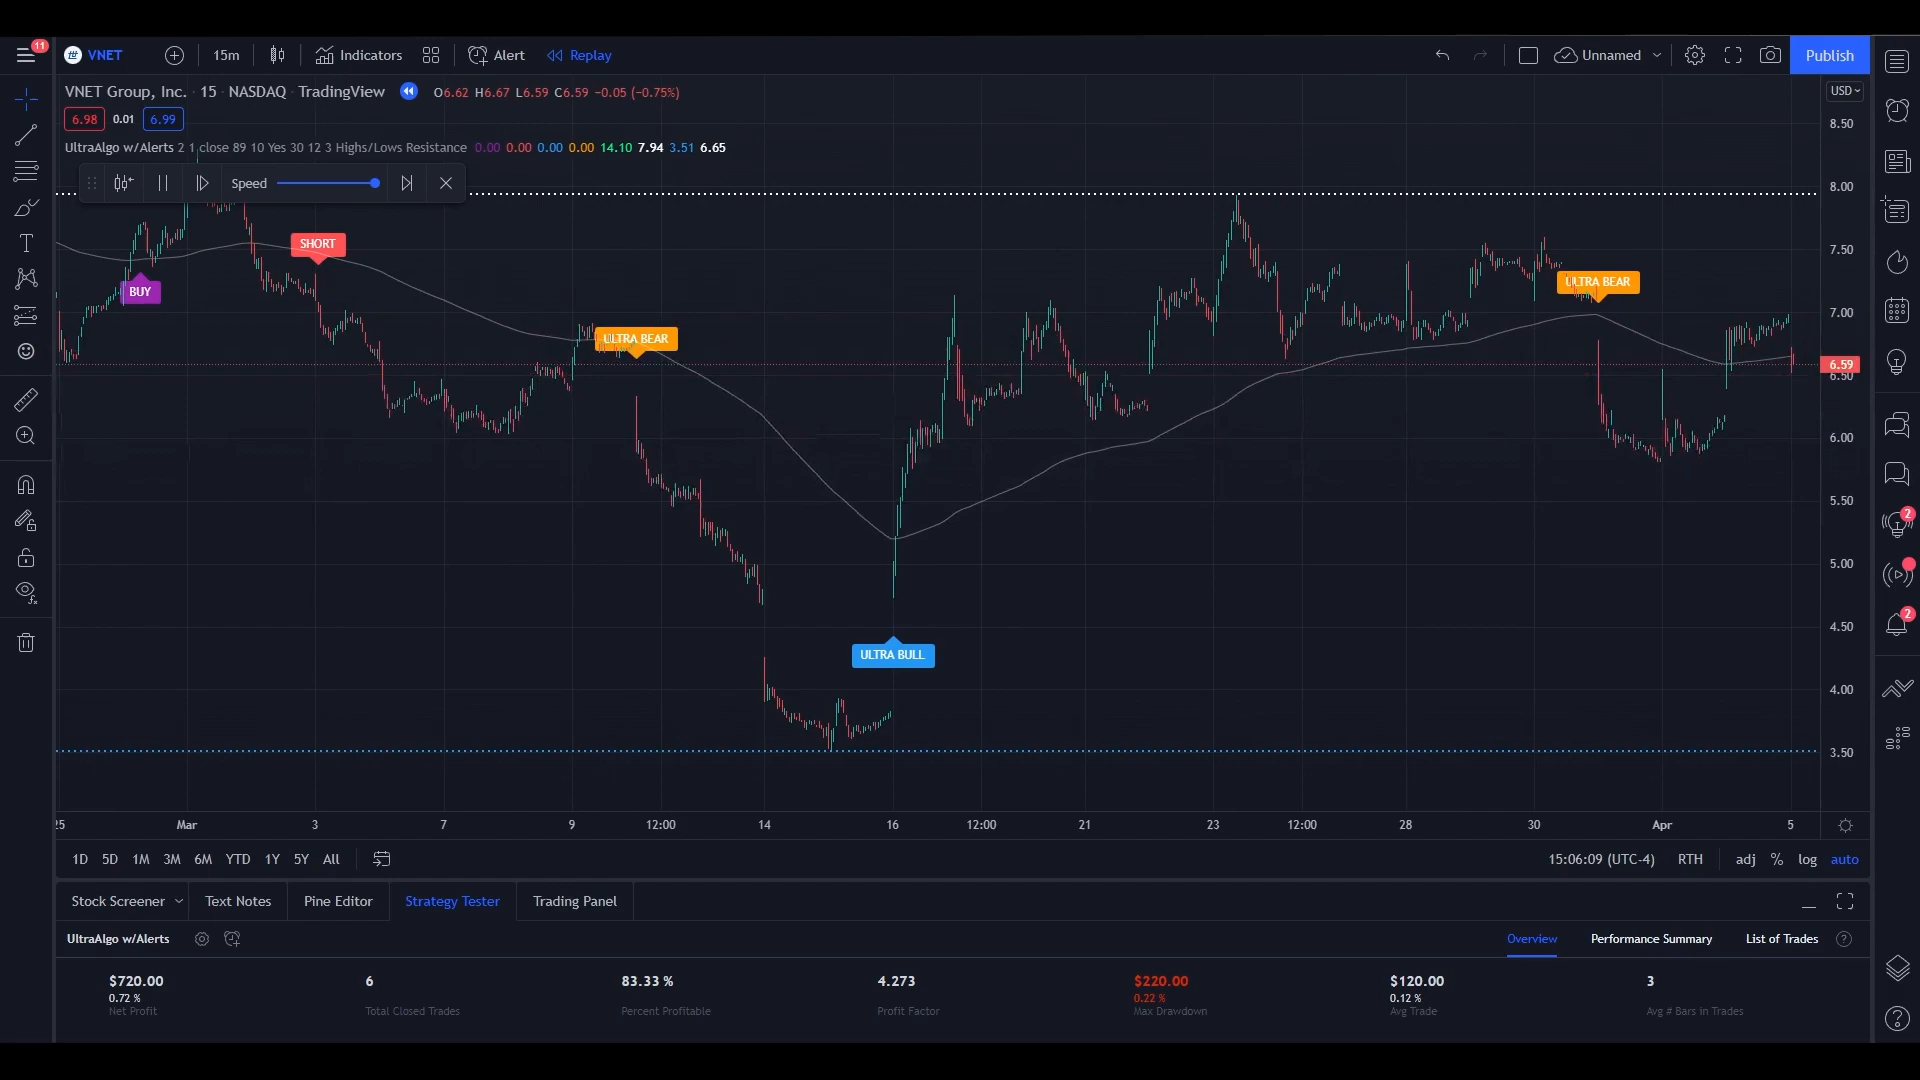 11
VNET
15m
Indicators
Alert
Replay
Unnamed
Publish
VNET Group, Inc. · 15 · NASDAQ · TradingView O6.62 H6.67 L6.59 C6.59 −0.05 (−0.75%)
USD
6.98 0.01 6.99
UltraAlgo w/Alerts 2 1 close 89 10 Yes 30 12 3 Highs/Lows Resistance 0.00 0.00 0.00 0.00 14.10 7.94 3.51 6.65
Speed
8.50
8.00
7.50
7.00
6.59
6.50
6.00
5.50
5.00
4.50
4.00
3.50
BUY
SHORT
ULTRA BEAR
ULTRA BULL
ULTRA BEAR
25 Mar 3 7 9 12:00 14 16 12:00 21 23 12:00 28 30 Apr 5
1D 5D 1M 3M 6M YTD 1Y 5Y All
15:06:09 (UTC-4) RTH adj % log auto
Stock Screener Text Notes Pine Editor Strategy Tester Trading Panel
UltraAlgo w/Alerts
Overview Performance Summary List of Trades
$720.00 6 83.33 % 4.273 $220.00 $120.00 3
0.72 % 0.22 % 0.12 %
Net Profit Total Closed Trades Percent Profitable Profit Factor Max Drawdown Avg Trade Avg # Bars in Trades
2
2